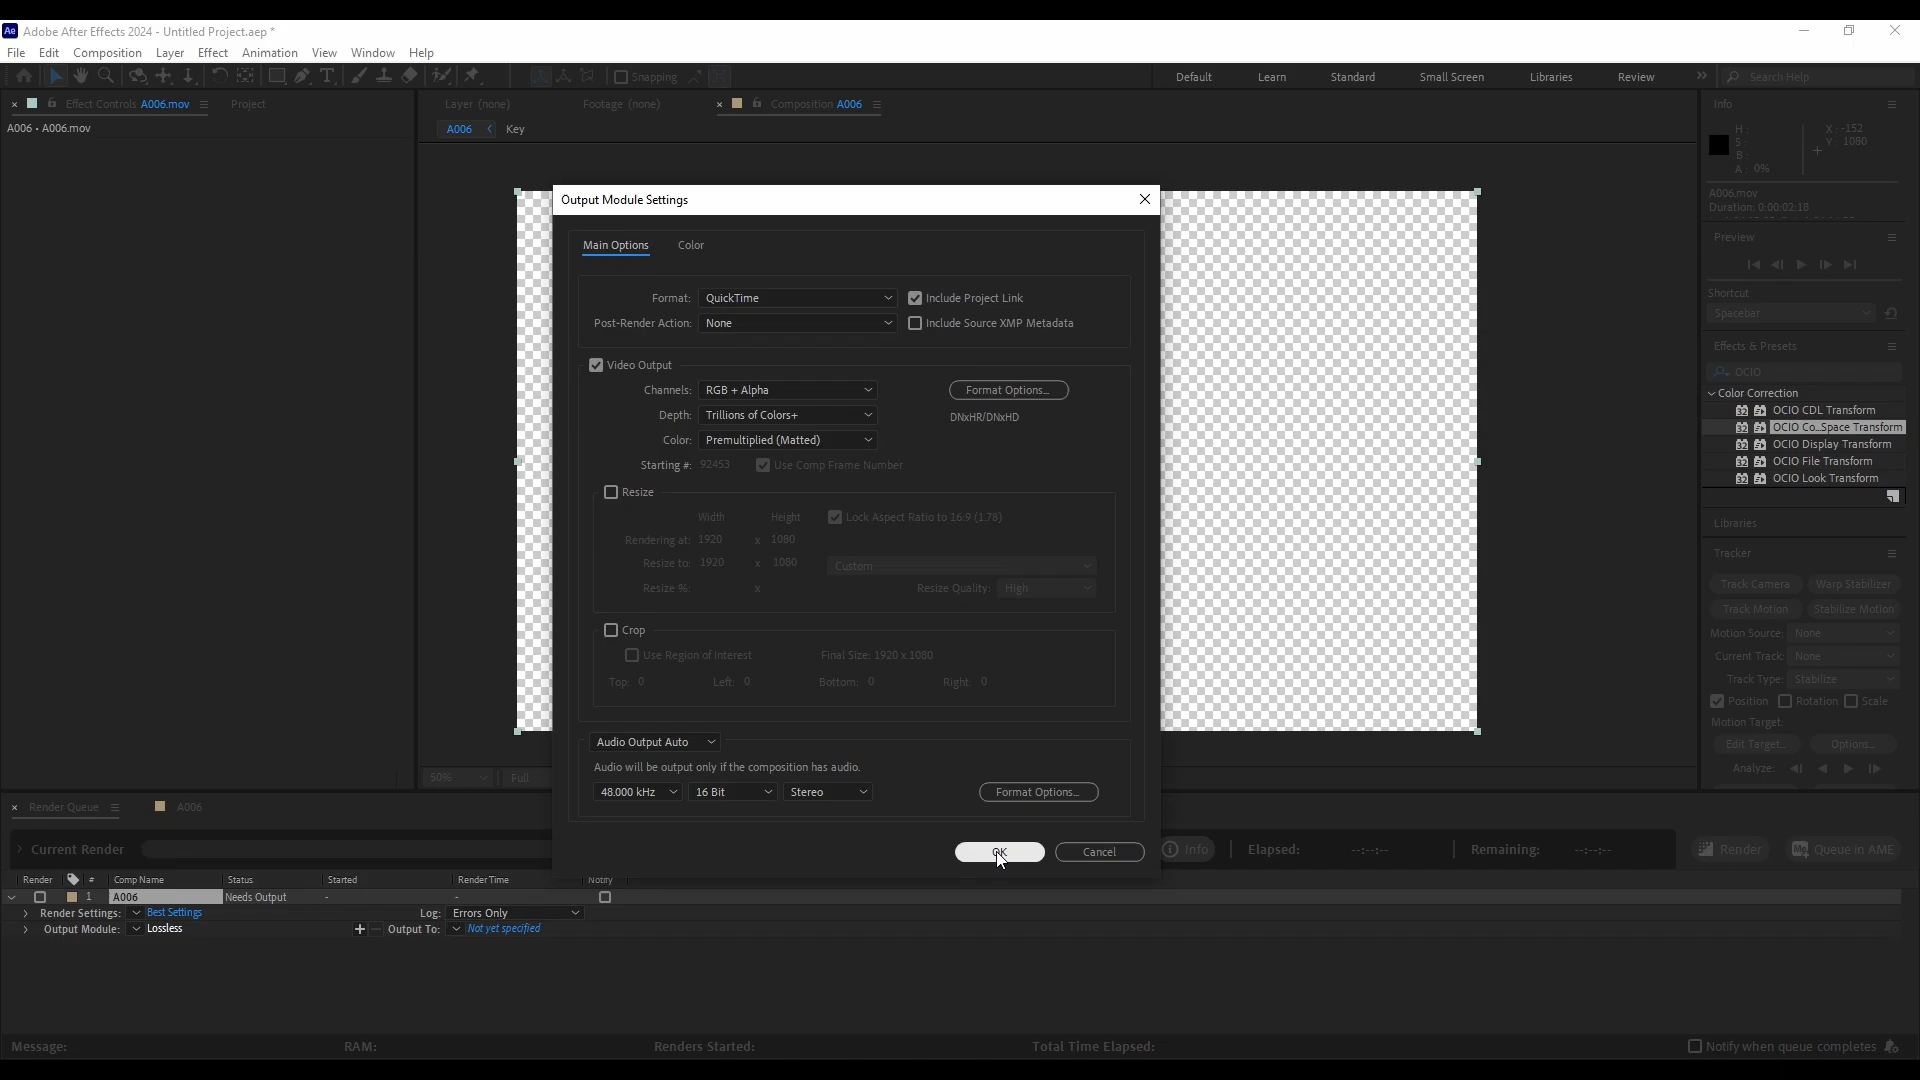 Ae Adobe After Effects 2024 - Untitled Project.aep *
File Edit Composition Layer Effect Animation View Window Help
Snapping Default Learn Standard Small Screen Libraries Review Search Help
Effect Controls A006.mov Project
Layer (none) Footage (none) Composition A006
A006 • A006.mov
A006 Key
Info
H :
S :
B :
A : 0%
X : -152
Y : 1080
A006.mov
Duration: 0:00:02:18
Preview
Shortcut
Spacebar
Effects & Presets
OCIO
Color Correction
32 OCIO CDL Transform
32 OCIO Co...Space Transform
32 OCIO Display Transform
32 OCIO File Transform
32 OCIO Look Transform
Libraries
Tracker
Track Camera Warp Stabilizer
Track Motion Stabilize Motion
Motion Source: None
Current Track: None
Track Type: Stabilize
Position Rotation Scale
Motion Target:
Edit Target... Options...
Analyze:
Output Module Settings
Main Options Color
Format: QuickTime Include Project Link
Post-Render Action: None Include Source XMP Metadata
Video Output
Channels: RGB + Alpha Format Options...
Depth: Trillions of Colors+ DNxHR/DNxHD
Color: Premultiplied (Matted)
Starting #: 92453 Use Comp Frame Number
Resize
Width Height Lock Aspect Ratio to 16:9 (1.78)
Rendering at: 1920 x 1080
Resize to: 1920 x 1080 Custom
Resize %: x Resize Quality: High
Crop
Use Region of Interest Final Size: 1920 x 1080
Top: 0 Left: 0 Bottom: 0 Right: 0
Audio Output Auto
Audio will be output only if the composition has audio.
48.000 kHz 16 Bit Stereo Format Options...
OK Cancel
50% Full
Render Queue A006
Current Render Info Elapsed: --:--:-- Remaining: --:--:-- Render Queue in AME
Render # Comp Name Status Started Render Time Notify
1 A006 Needs Output - -
Render Settings: Best Settings Log: Errors Only
Output Module: Lossless Output To: Not yet specified
Message: RAM: Renders Started: Total Time Elapsed: Notify when queue completes